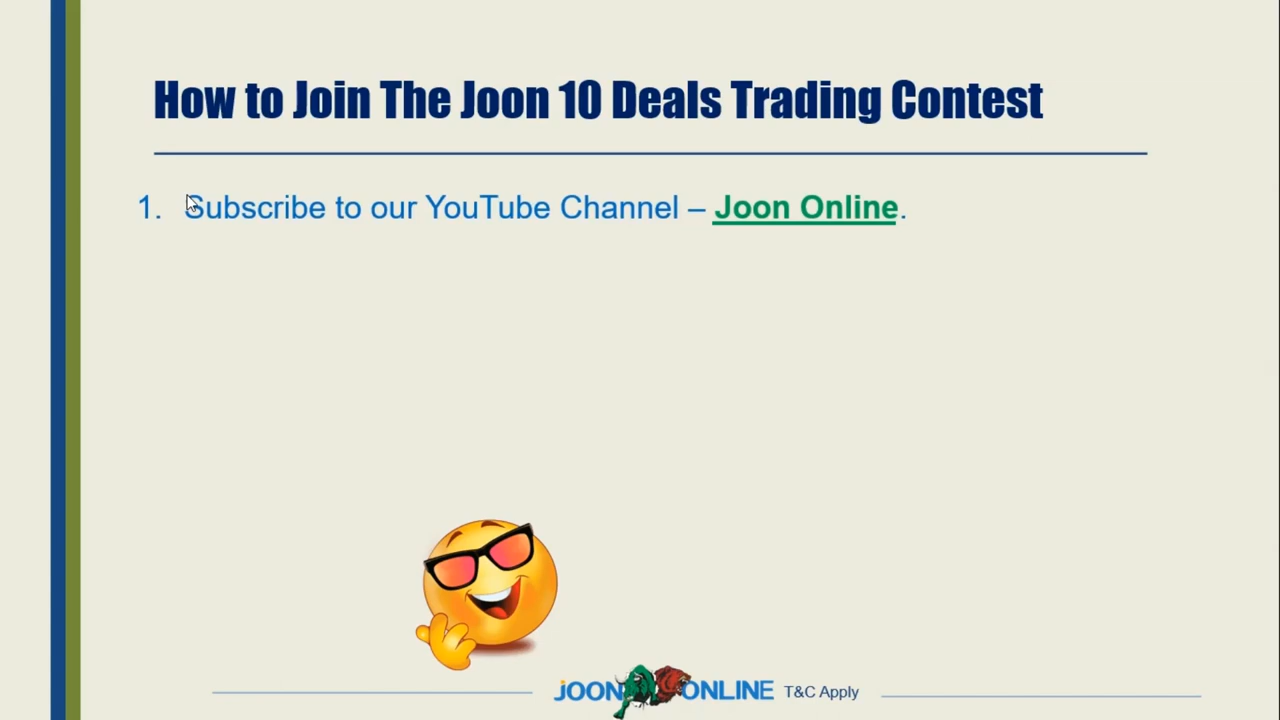 How to Join The Joon 10 Deals Trading Contest
1. Subscribe to our YouTube Channel – Joon Online.
JOON ONLINE T&C Apply